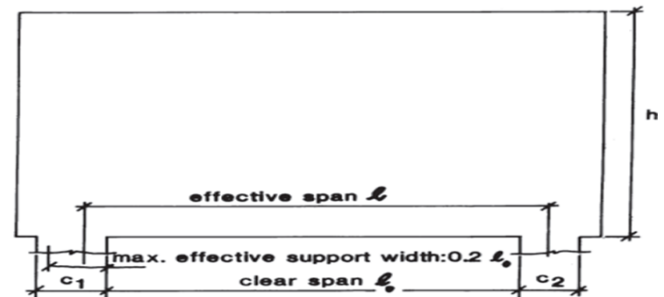 h
effective span ℓ
max. effective support width:0.2 ℓ₀
c₁
clear span ℓ₀
c₂